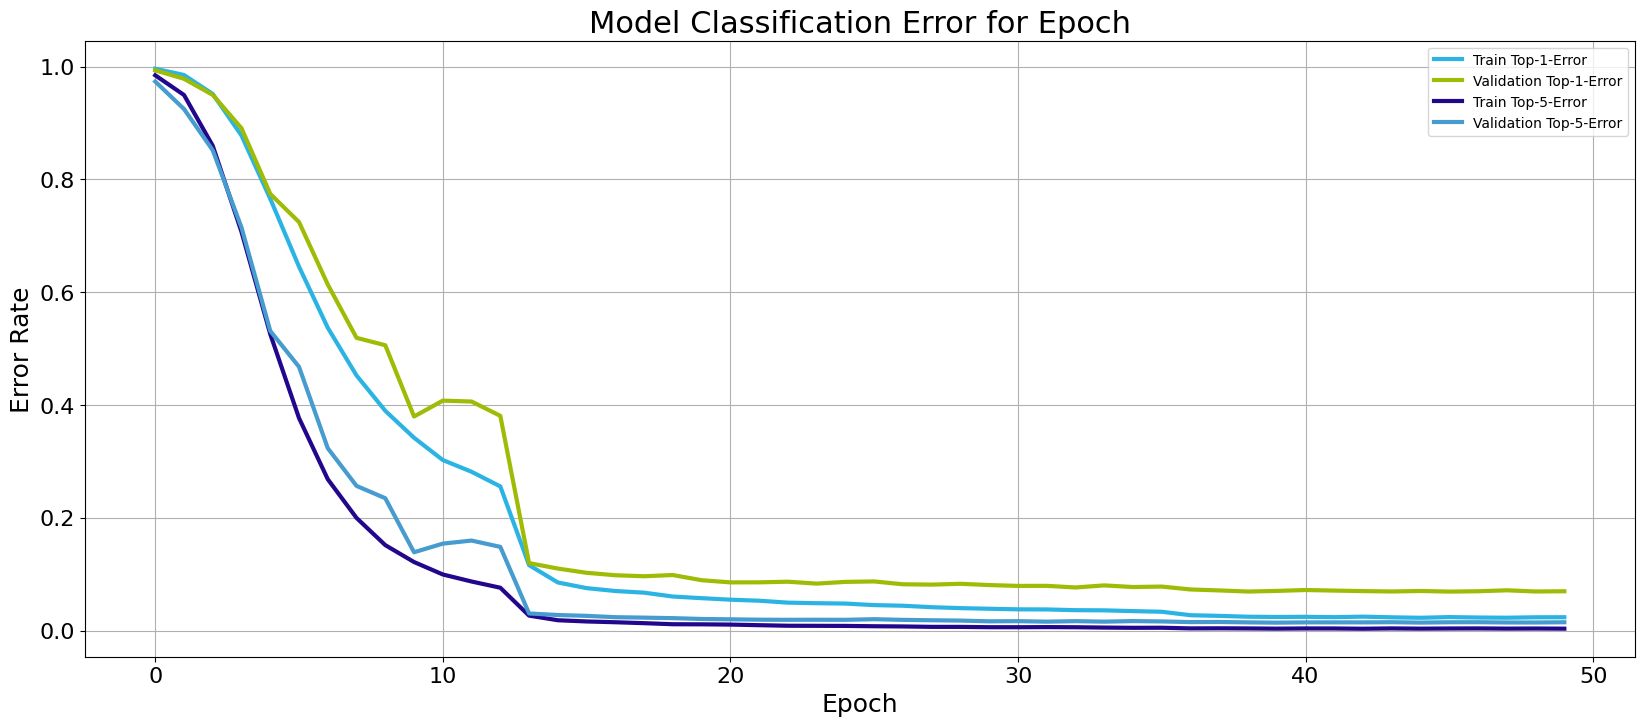 Model Classification Error for Epoch
Train Top-1-Error
Validation Top-1-Error
Train Top-5-Error
Validation Top-5-Error
Error Rate
1.0
0.8
0.6
0.4
0.2
0.0
0 10 20 30 40 50
Epoch